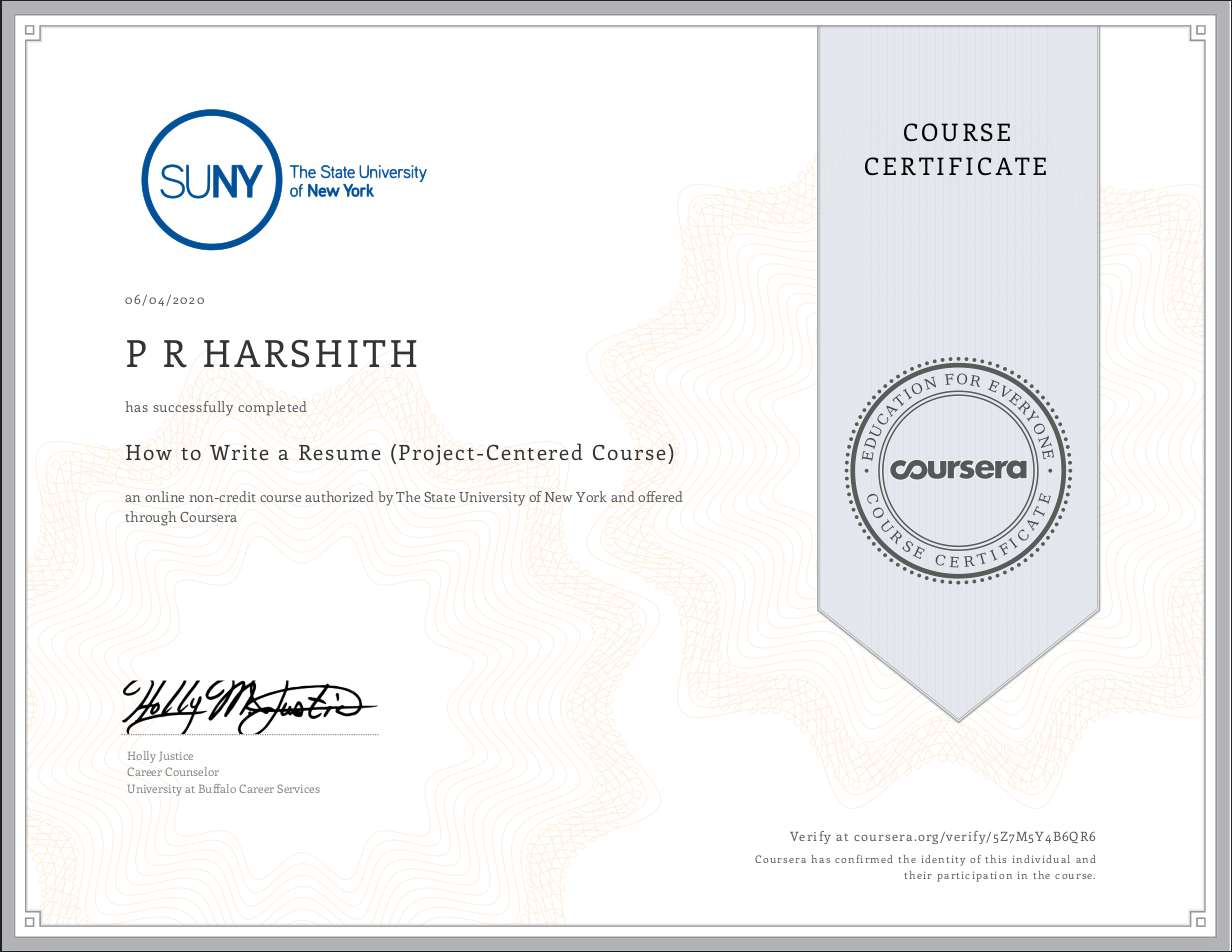 SUNY
The State University
of New York
COURSE
CERTIFICATE
06/04/2020
P R HARSHITH
has successfully completed
How to Write a Resume (Project-Centered Course)
an online non-credit course authorized by The State University of New York and offered
through Coursera
EDUCATION FOR EVERYONE
coursera
COURSE CERTIFICATE
Holly M Justice
Holly Justice
Career Counselor
University at Buffalo Career Services
Verify at coursera.org/verify/5Z7M5Y4B6QR6
Coursera has confirmed the identity of this individual and
their participation in the course.